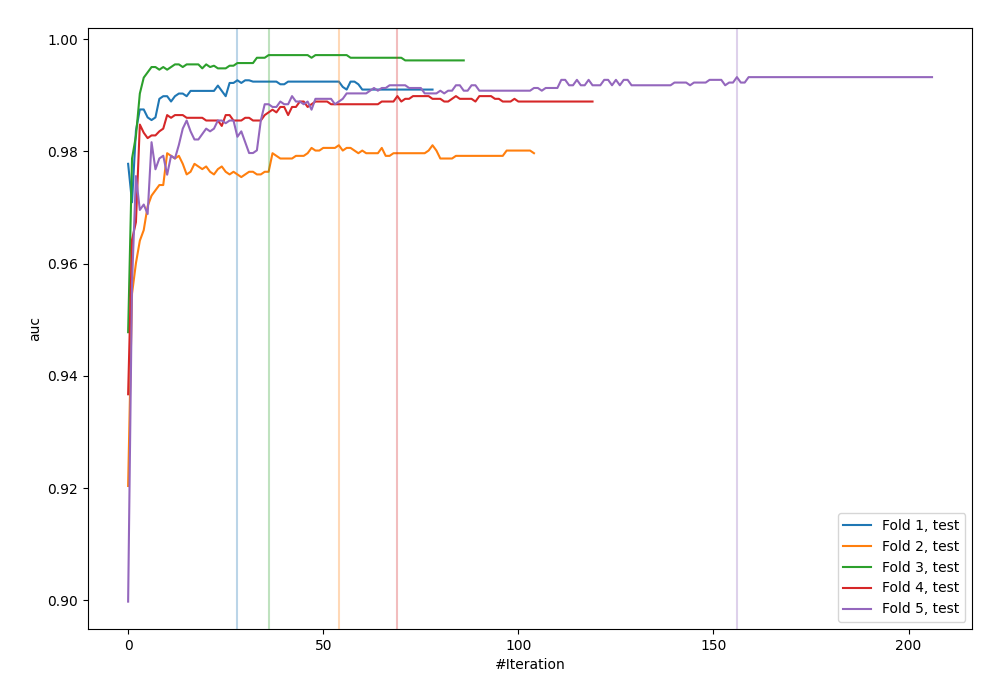 1.00
0.98
0.96
0.94
0.92
0.90
auc
0
50
100
150
200
#Iteration
Fold 1, test
Fold 2, test
Fold 3, test
Fold 4, test
Fold 5, test